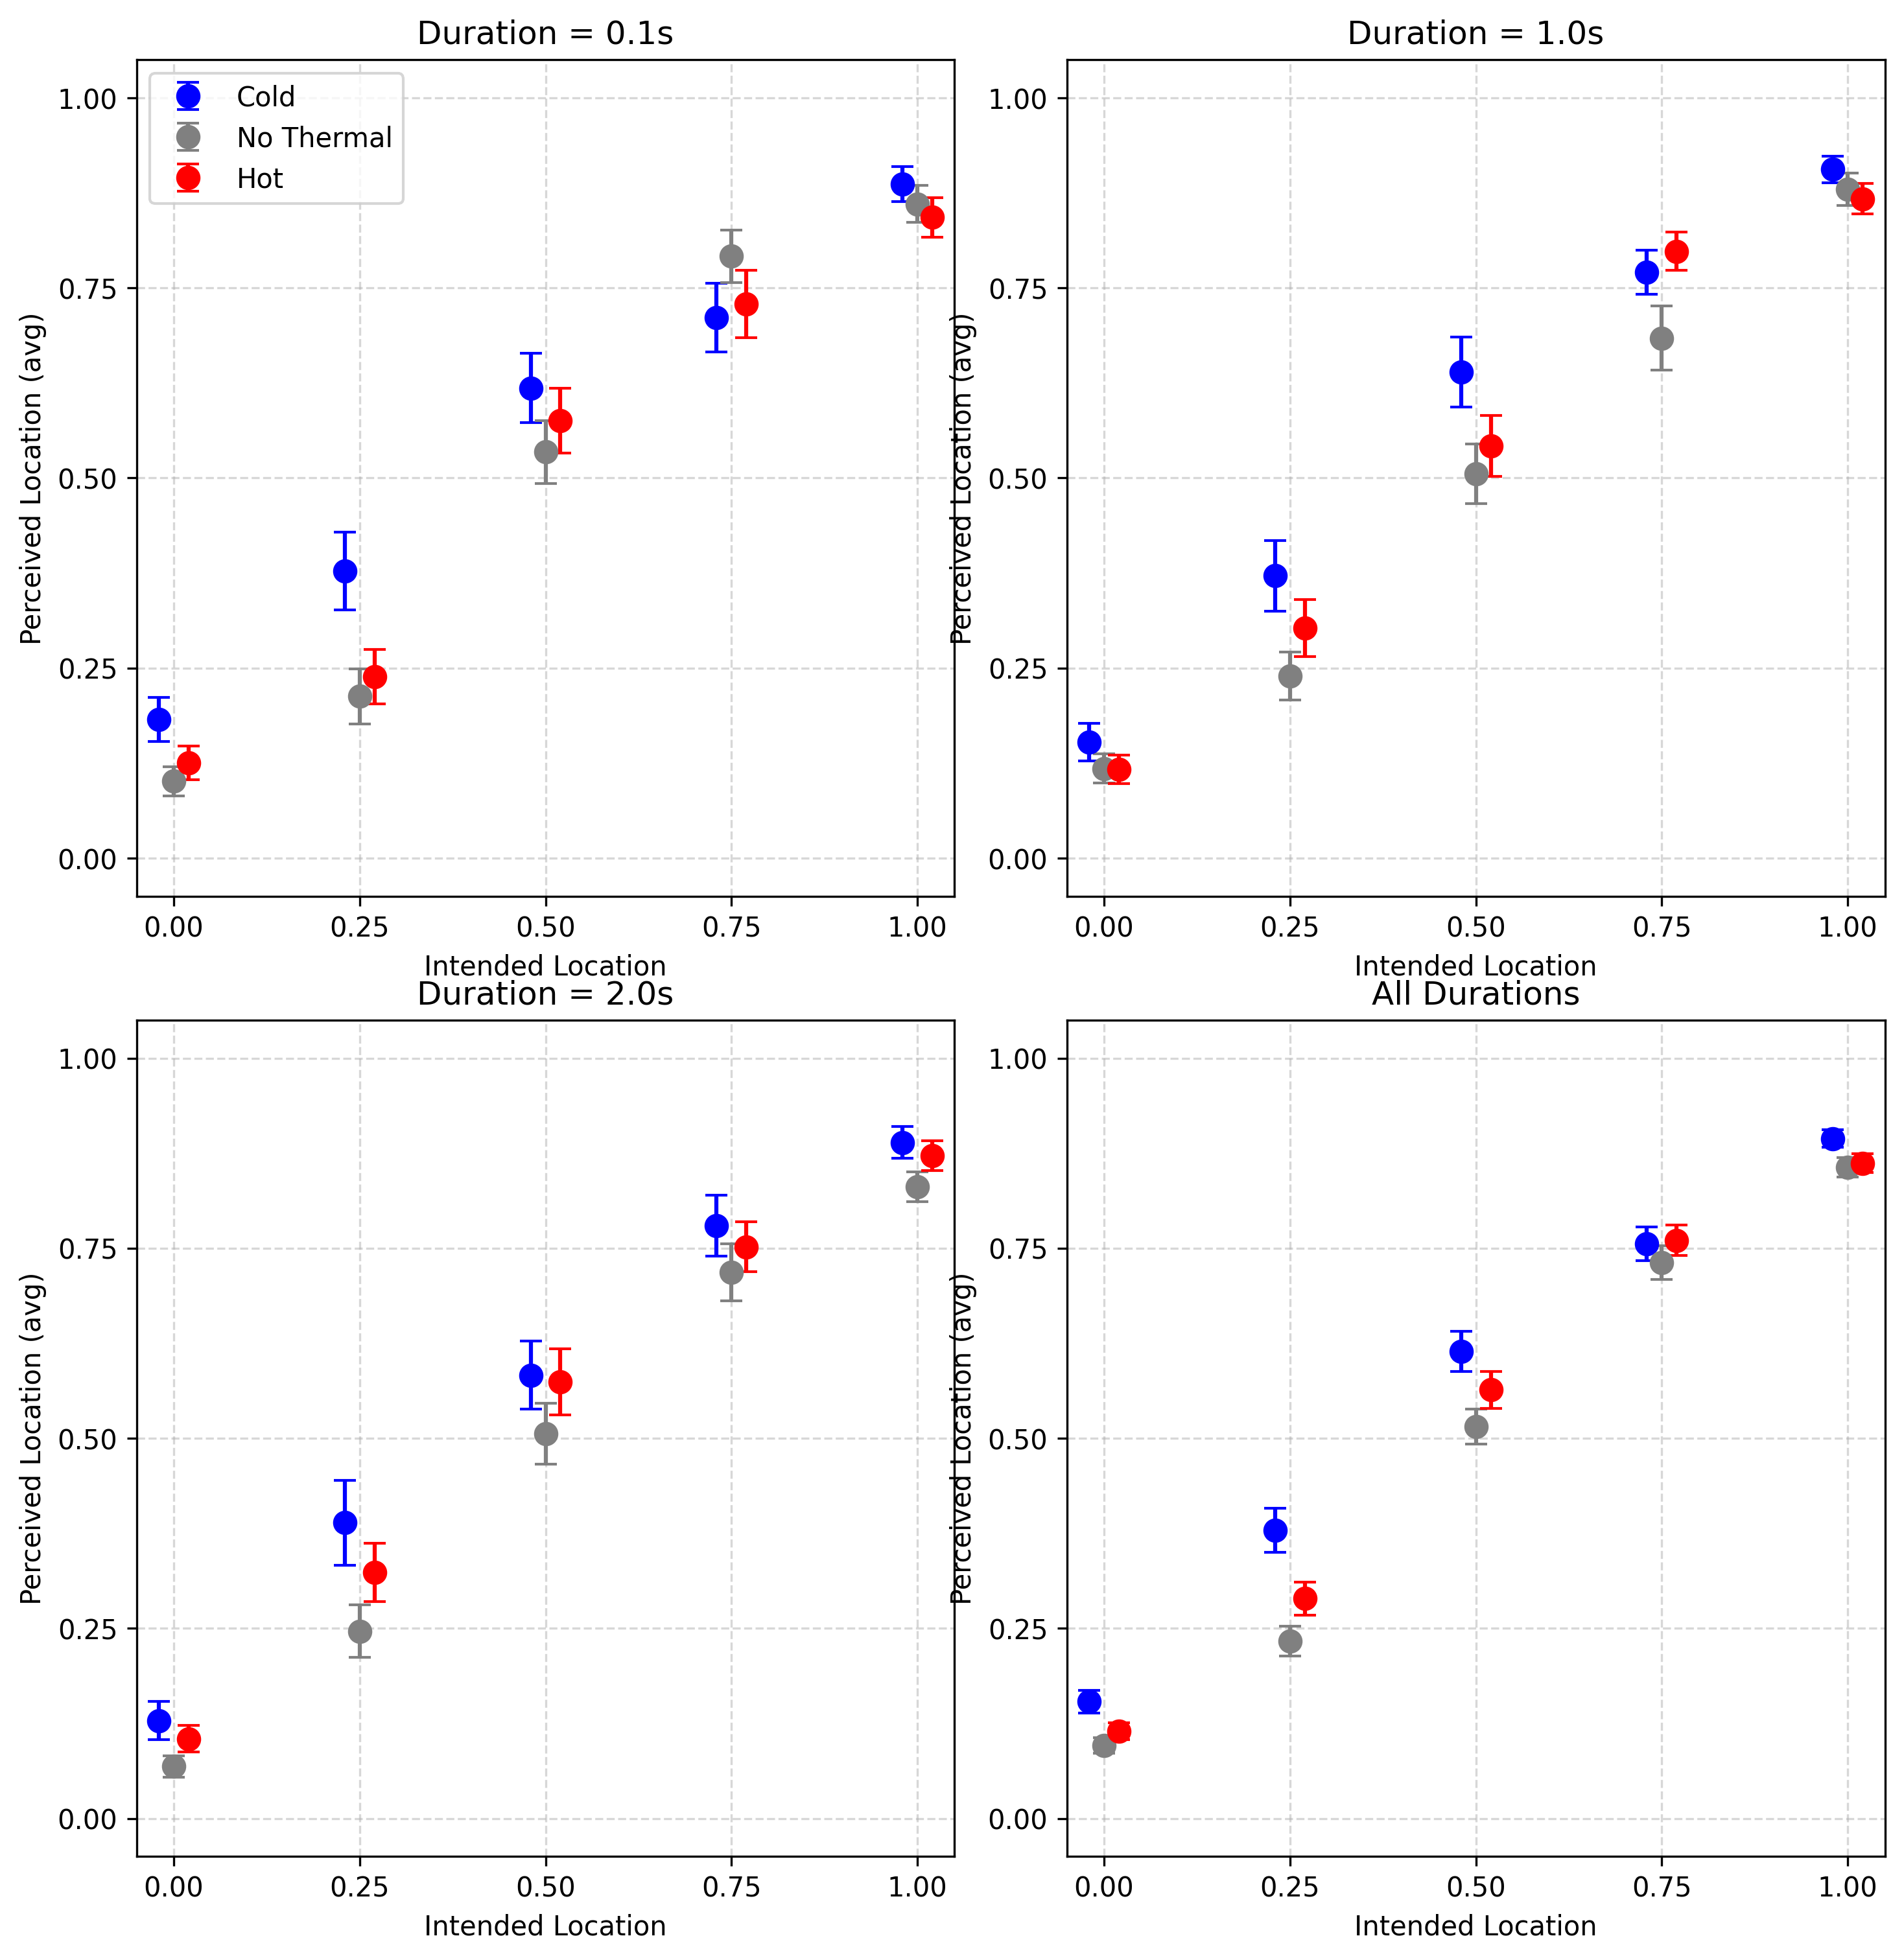 Duration = 0.1s
Cold
No Thermal
Hot
1.00
0.75
0.50
0.25
0.00
Perceived Location (avg)
0.00 0.25 0.50 0.75 1.00
Intended Location
Duration = 1.0s
1.00
0.75
0.50
0.25
0.00
Perceived Location (avg)
0.00 0.25 0.50 0.75 1.00
Intended Location
Duration = 2.0s
1.00
0.75
0.50
0.25
0.00
Perceived Location (avg)
0.00 0.25 0.50 0.75 1.00
Intended Location
All Durations
1.00
0.75
0.50
0.25
0.00
Perceived Location (avg)
0.00 0.25 0.50 0.75 1.00
Intended Location